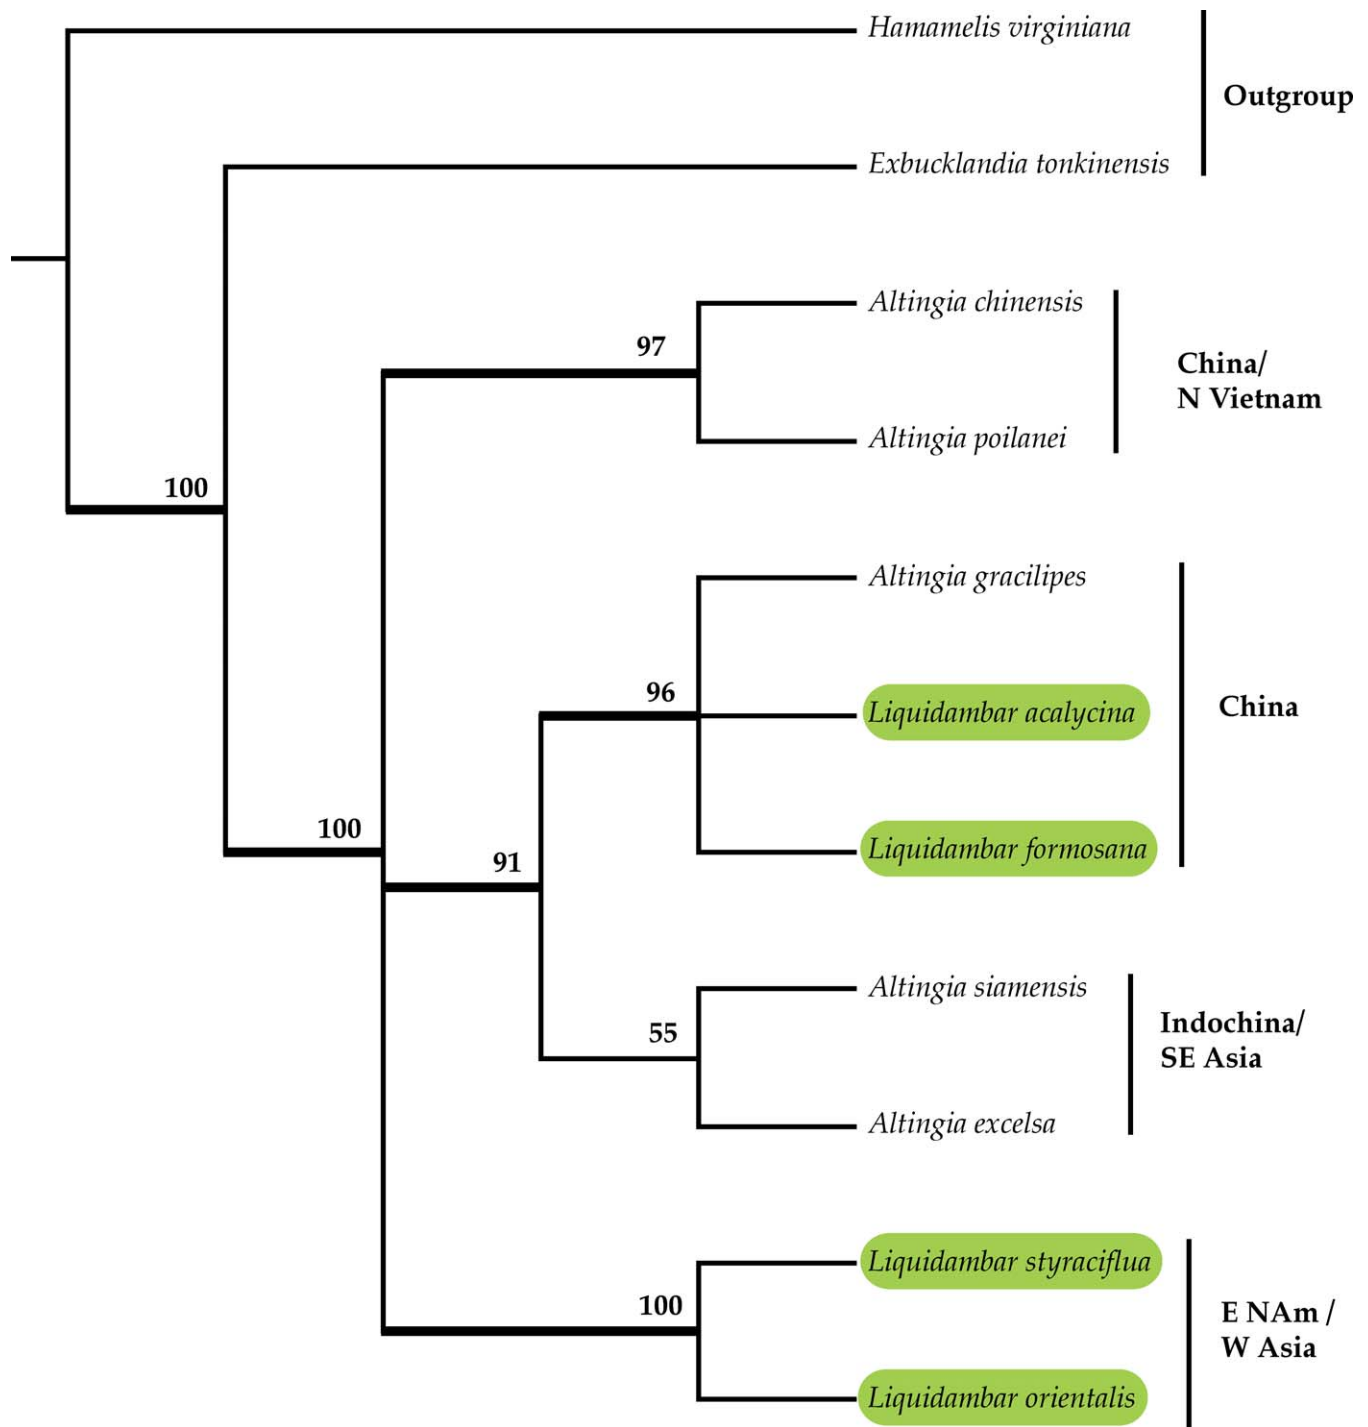 Hamamelis virginiana
Outgroup
Exbucklandia tonkinensis
Altingia chinensis
97
China/
N Vietnam
Altingia poilanei
100
Altingia gracilipes
96
Liquidambar acalycina
China
100
Liquidambar formosana
91
Altingia siamensis
55
Indochina/
SE Asia
Altingia excelsa
Liquidambar styraciflua
100
E NAm /
W Asia
Liquidambar orientalis